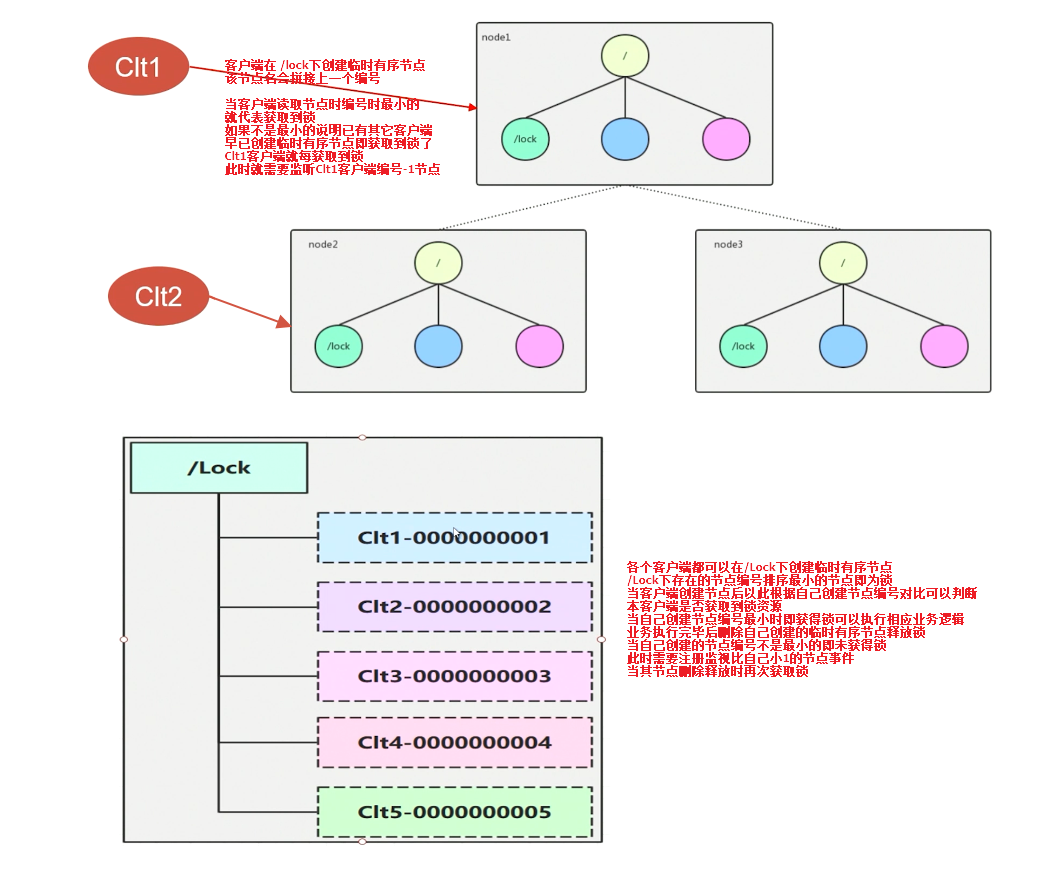 Clt1
客户端在 /lock下创建临时有序节点
该节点名会拼接上一个编号
当客户端读取节点时编号时最小的
就代表获取到锁
如果不是最小的说明已有其它客户端
早已创建临时有序节点即获取到锁了
Clt1客户端就每获取到锁
此时就需要监听Clt1客户端编号-1节点
node1
/
/lock
Clt2
node2
/
/lock
node3
/
/lock
/Lock
Clt1-0000000001
Clt2-0000000002
Clt3-0000000003
Clt4-0000000004
Clt5-0000000005
各个客户端都可以在/Lock下创建临时有序节点
/Lock下存在的节点编号排序最小的节点即为锁
当客户端创建节点后以此根据自己创建节点编号对比可以判断
本客户端是否获取到锁资源
当自己创建节点编号最小时即获得锁可以执行相应业务逻辑
业务执行完毕后删除自己创建的临时有序节点释放锁
当自己创建的节点编号不是最小的即未获得锁
此时需要注册监视比自己小1的节点事件
当其节点删除释放时再次获取锁